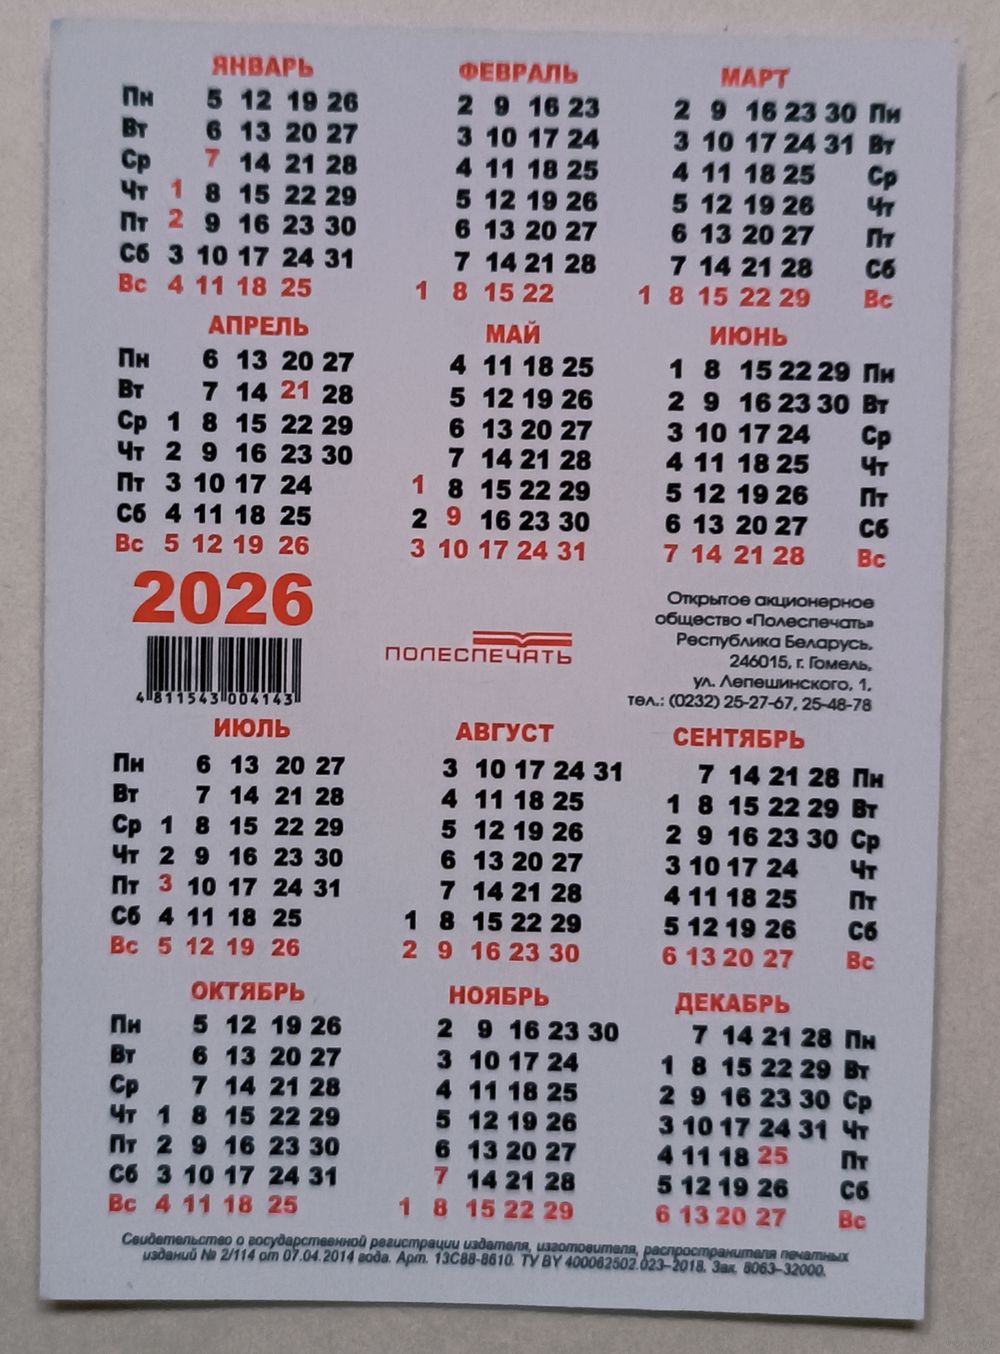 ЯНВАРЬ
Пн 5 12 19 26
Вт 6 13 20 27
Ср 7 14 21 28
Чт 1 8 15 22 29
Пт 2 9 16 23 30
Сб 3 10 17 24 31
Вс 4 11 18 25
ФЕВРАЛЬ
2 9 16 23
3 10 17 24
4 11 18 25
5 12 19 26
6 13 20 27
7 14 21 28
1 8 15 22
МАРТ
2 9 16 23 30 Пн
3 10 17 24 31 Вт
4 11 18 25 Ср
5 12 19 26 Чт
6 13 20 27 Пт
7 14 21 28 Сб
1 8 15 22 29 Вс
АПРЕЛЬ
Пн 6 13 20 27
Вт 7 14 21 28
Ср 1 8 15 22 29
Чт 2 9 16 23 30
Пт 3 10 17 24
Сб 4 11 18 25
Вс 5 12 19 26
МАЙ
4 11 18 25
5 12 19 26
6 13 20 27
7 14 21 28
1 8 15 22 29
2 9 16 23 30
3 10 17 24 31
ИЮНЬ
1 8 15 22 29 Пн
2 9 16 23 30 Вт
3 10 17 24 Ср
4 11 18 25 Чт
5 12 19 26 Пт
6 13 20 27 Сб
7 14 21 28 Вс
2026
4 811543 004143
ПОЛЕСПЕЧАТЬ
Открытое акционерное
общество «Полеспечать»
Республика Беларусь,
246015, г. Гомель,
ул. Лепешинского, 1,
тел.: (0232) 25-27-67, 25-48-78
ИЮЛЬ
Пн 6 13 20 27
Вт 7 14 21 28
Ср 1 8 15 22 29
Чт 2 9 16 23 30
Пт 3 10 17 24 31
Сб 4 11 18 25
Вс 5 12 19 26
АВГУСТ
3 10 17 24 31
4 11 18 25
5 12 19 26
6 13 20 27
7 14 21 28
1 8 15 22 29
2 9 16 23 30
СЕНТЯБРЬ
7 14 21 28 Пн
1 8 15 22 29 Вт
2 9 16 23 30 Ср
3 10 17 24 Чт
4 11 18 25 Пт
5 12 19 26 Сб
6 13 20 27 Вс
ОКТЯБРЬ
Пн 5 12 19 26
Вт 6 13 20 27
Ср 7 14 21 28
Чт 1 8 15 22 29
Пт 2 9 16 23 30
Сб 3 10 17 24 31
Вс 4 11 18 25
НОЯБРЬ
2 9 16 23 30
3 10 17 24
4 11 18 25
5 12 19 26
6 13 20 27
7 14 21 28
1 8 15 22 29
ДЕКАБРЬ
7 14 21 28 Пн
1 8 15 22 29 Вт
2 9 16 23 30 Ср
3 10 17 24 31 Чт
4 11 18 25 Пт
5 12 19 26 Сб
6 13 20 27 Вс
Свидетельство о государственной регистрации издателя, изготовителя, распространителя печатных
изданий № 2/114 от 07.04.2014 года. Арт. 13С88-8610. ТУ BY 400062502.023–2018. Зак. 8063–32000.